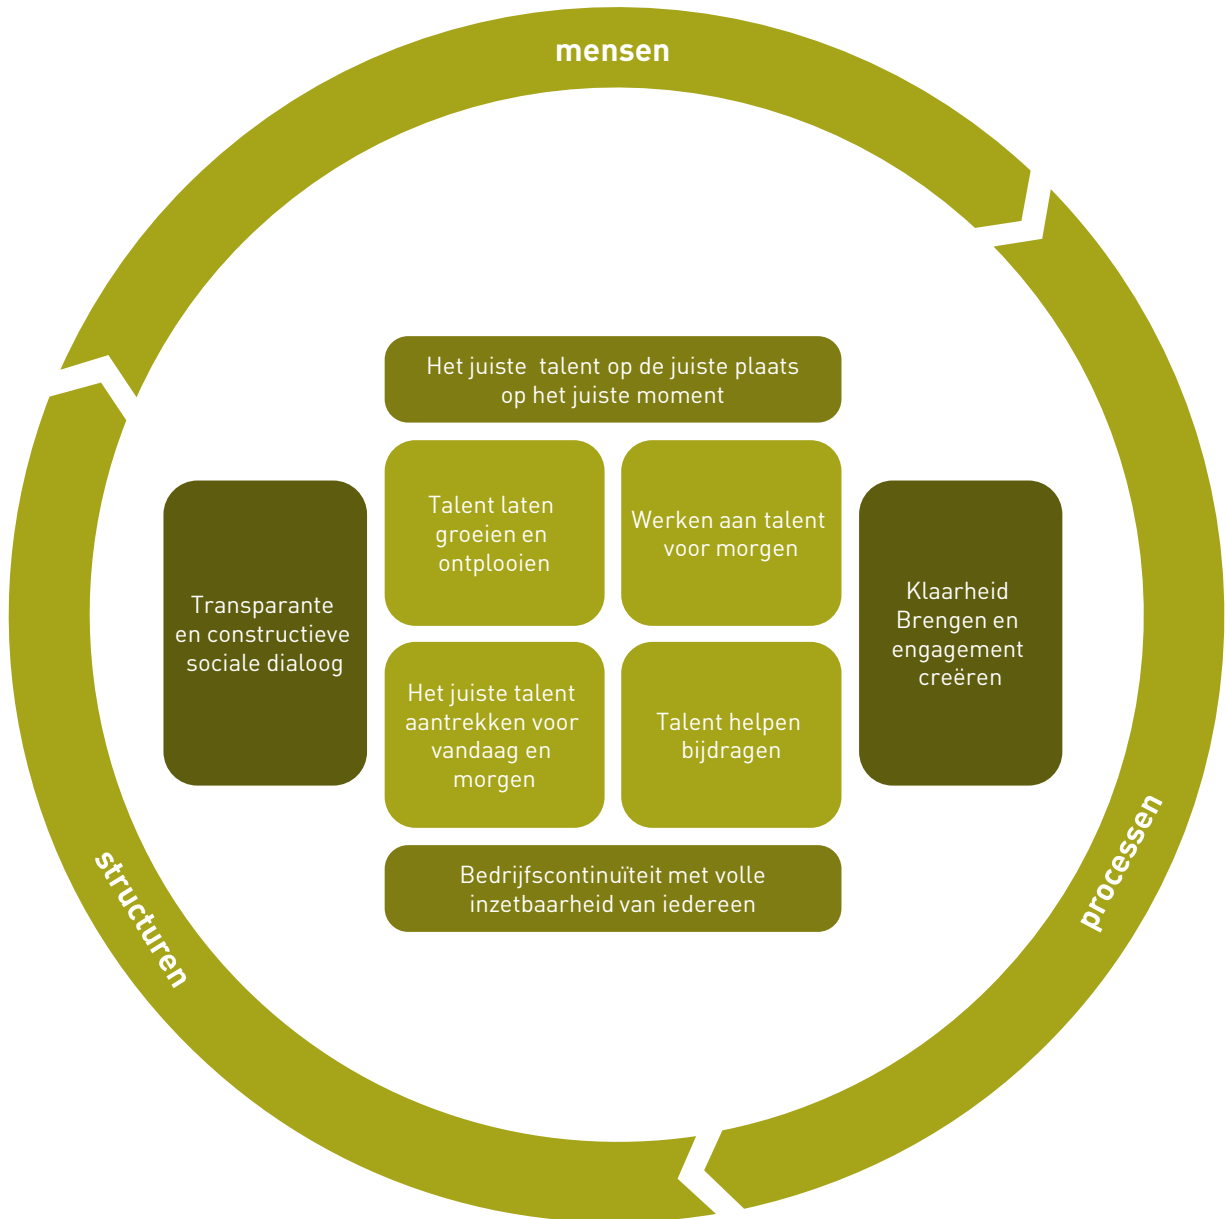 mensen
Het juiste talent op de juiste plaats
op het juiste moment
Talent laten
groeien en
ontplooien
Werken aan talent
voor morgen
Transparante
en constructieve
sociale dialoog
Klaarheid
Brengen en
engagement
creëren
Het juiste talent
aantrekken voor
vandaag en
morgen
Talent helpen
bijdragen
Bedrijfscontinuïteit met volle
inzetbaarheid van iedereen
structuren
processen